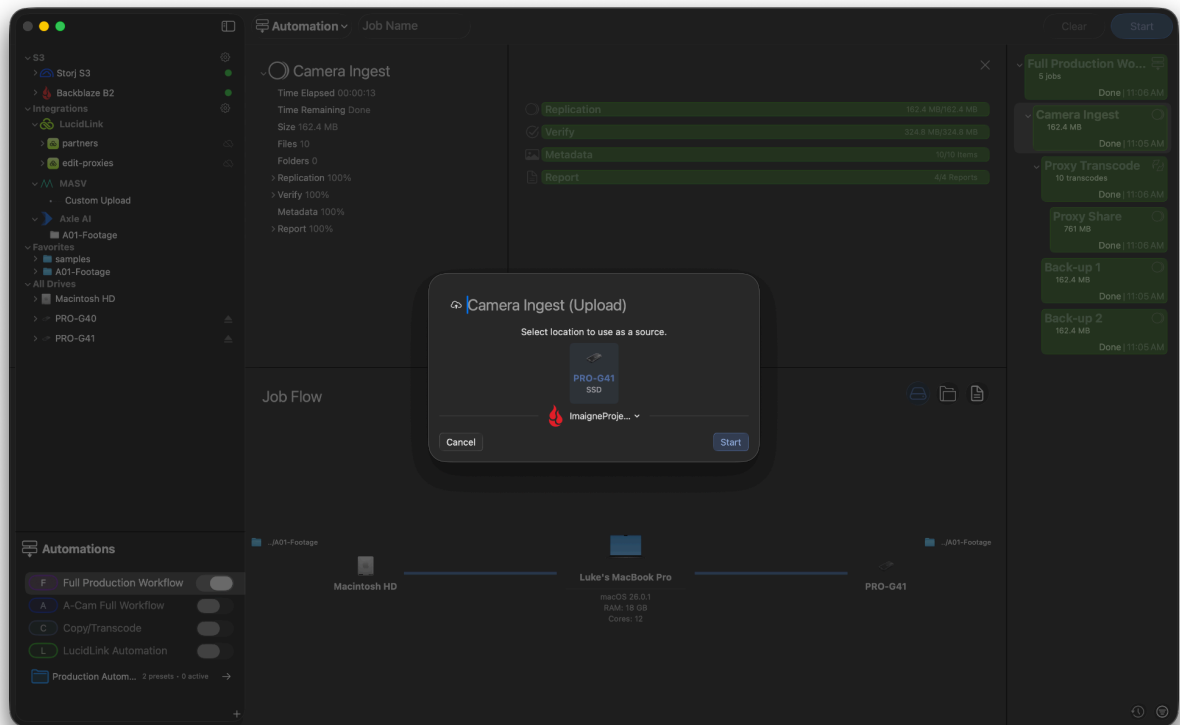 Automation
Job Name
Clear
Start
S3
Storj S3
Backblaze B2
Integrations
LucidLink
partners
edit-proxies
MASV
Custom Upload
Axle AI
A01-Footage
Favorites
samples
A01-Footage
All Drives
Macintosh HD
PRO-G40
PRO-G41
Automations
F Full Production Workflow
A A-Cam Full Workflow
C Copy/Transcode
L LucidLink Automation
Production Autom... 2 presets • 0 active
Camera Ingest
Time Elapsed 00:00:13
Time Remaining Done
Size 162.4 MB
Files 10
Folders 0
Replication 100%
Verify 100%
Metadata 100%
Report 100%
Replication 162.4 MB/162.4 MB
Verify 324.8 MB/324.8 MB
Metadata 10/10 Items
Report 4/4 Reports
Camera Ingest (Upload)
Select location to use as a source.
PRO-G41
SSD
ImaigneProje...
Cancel
Start
Job Flow
../A01-Footage
Macintosh HD
Luke's MacBook Pro
macOS 26.0.1
RAM: 18 GB
Cores: 12
../A01-Footage
PRO-G41
Full Production Wo...
5 jobs
Done | 11:06 AM
Camera Ingest
162.4 MB
Done | 11:05 AM
Proxy Transcode
10 transcodes
Done | 11:06 AM
Proxy Share
761 MB
Done | 11:06 AM
Back-up 1
162.4 MB
Done | 11:05 AM
Back-up 2
162.4 MB
Done | 11:05 AM